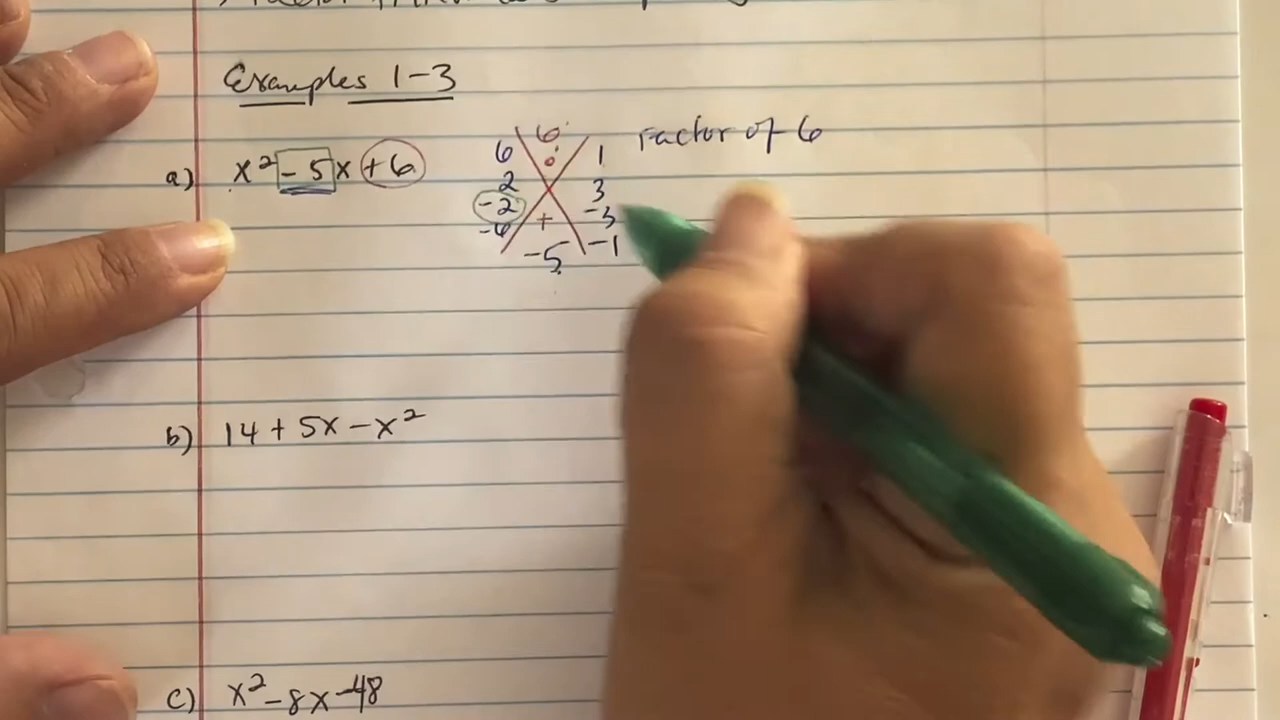 Examples 1-3
a) x² - 5x + 6
6
6 1
2 3
-2 + -3
-6 -1
-5
Factor of 6
b) 14 + 5x - x²
c) x² - 8x - 48